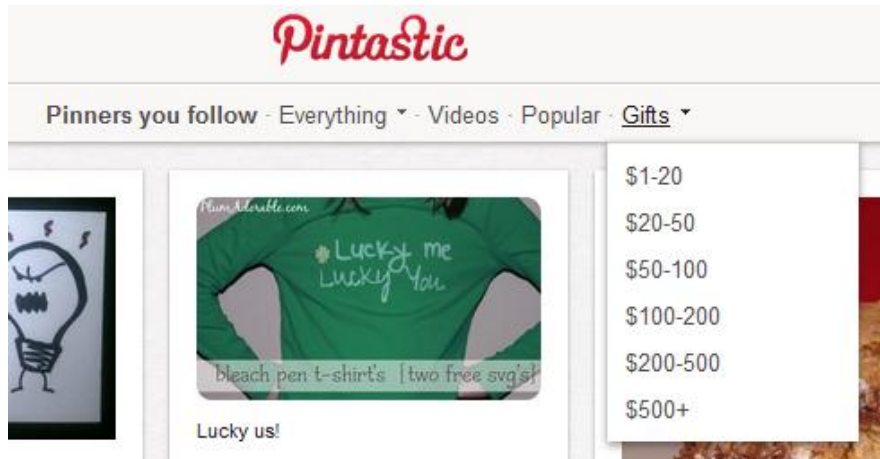 Pintastic
Pinners you follow · Everything · Videos · Popular · Gifts
$1-20
$20-50
$50-100
$100-200
$200-500
$500+
PlumAdorable.com
Lucky me
Lucky You
bleach pen t-shirt's {two free svg's}
Lucky us!